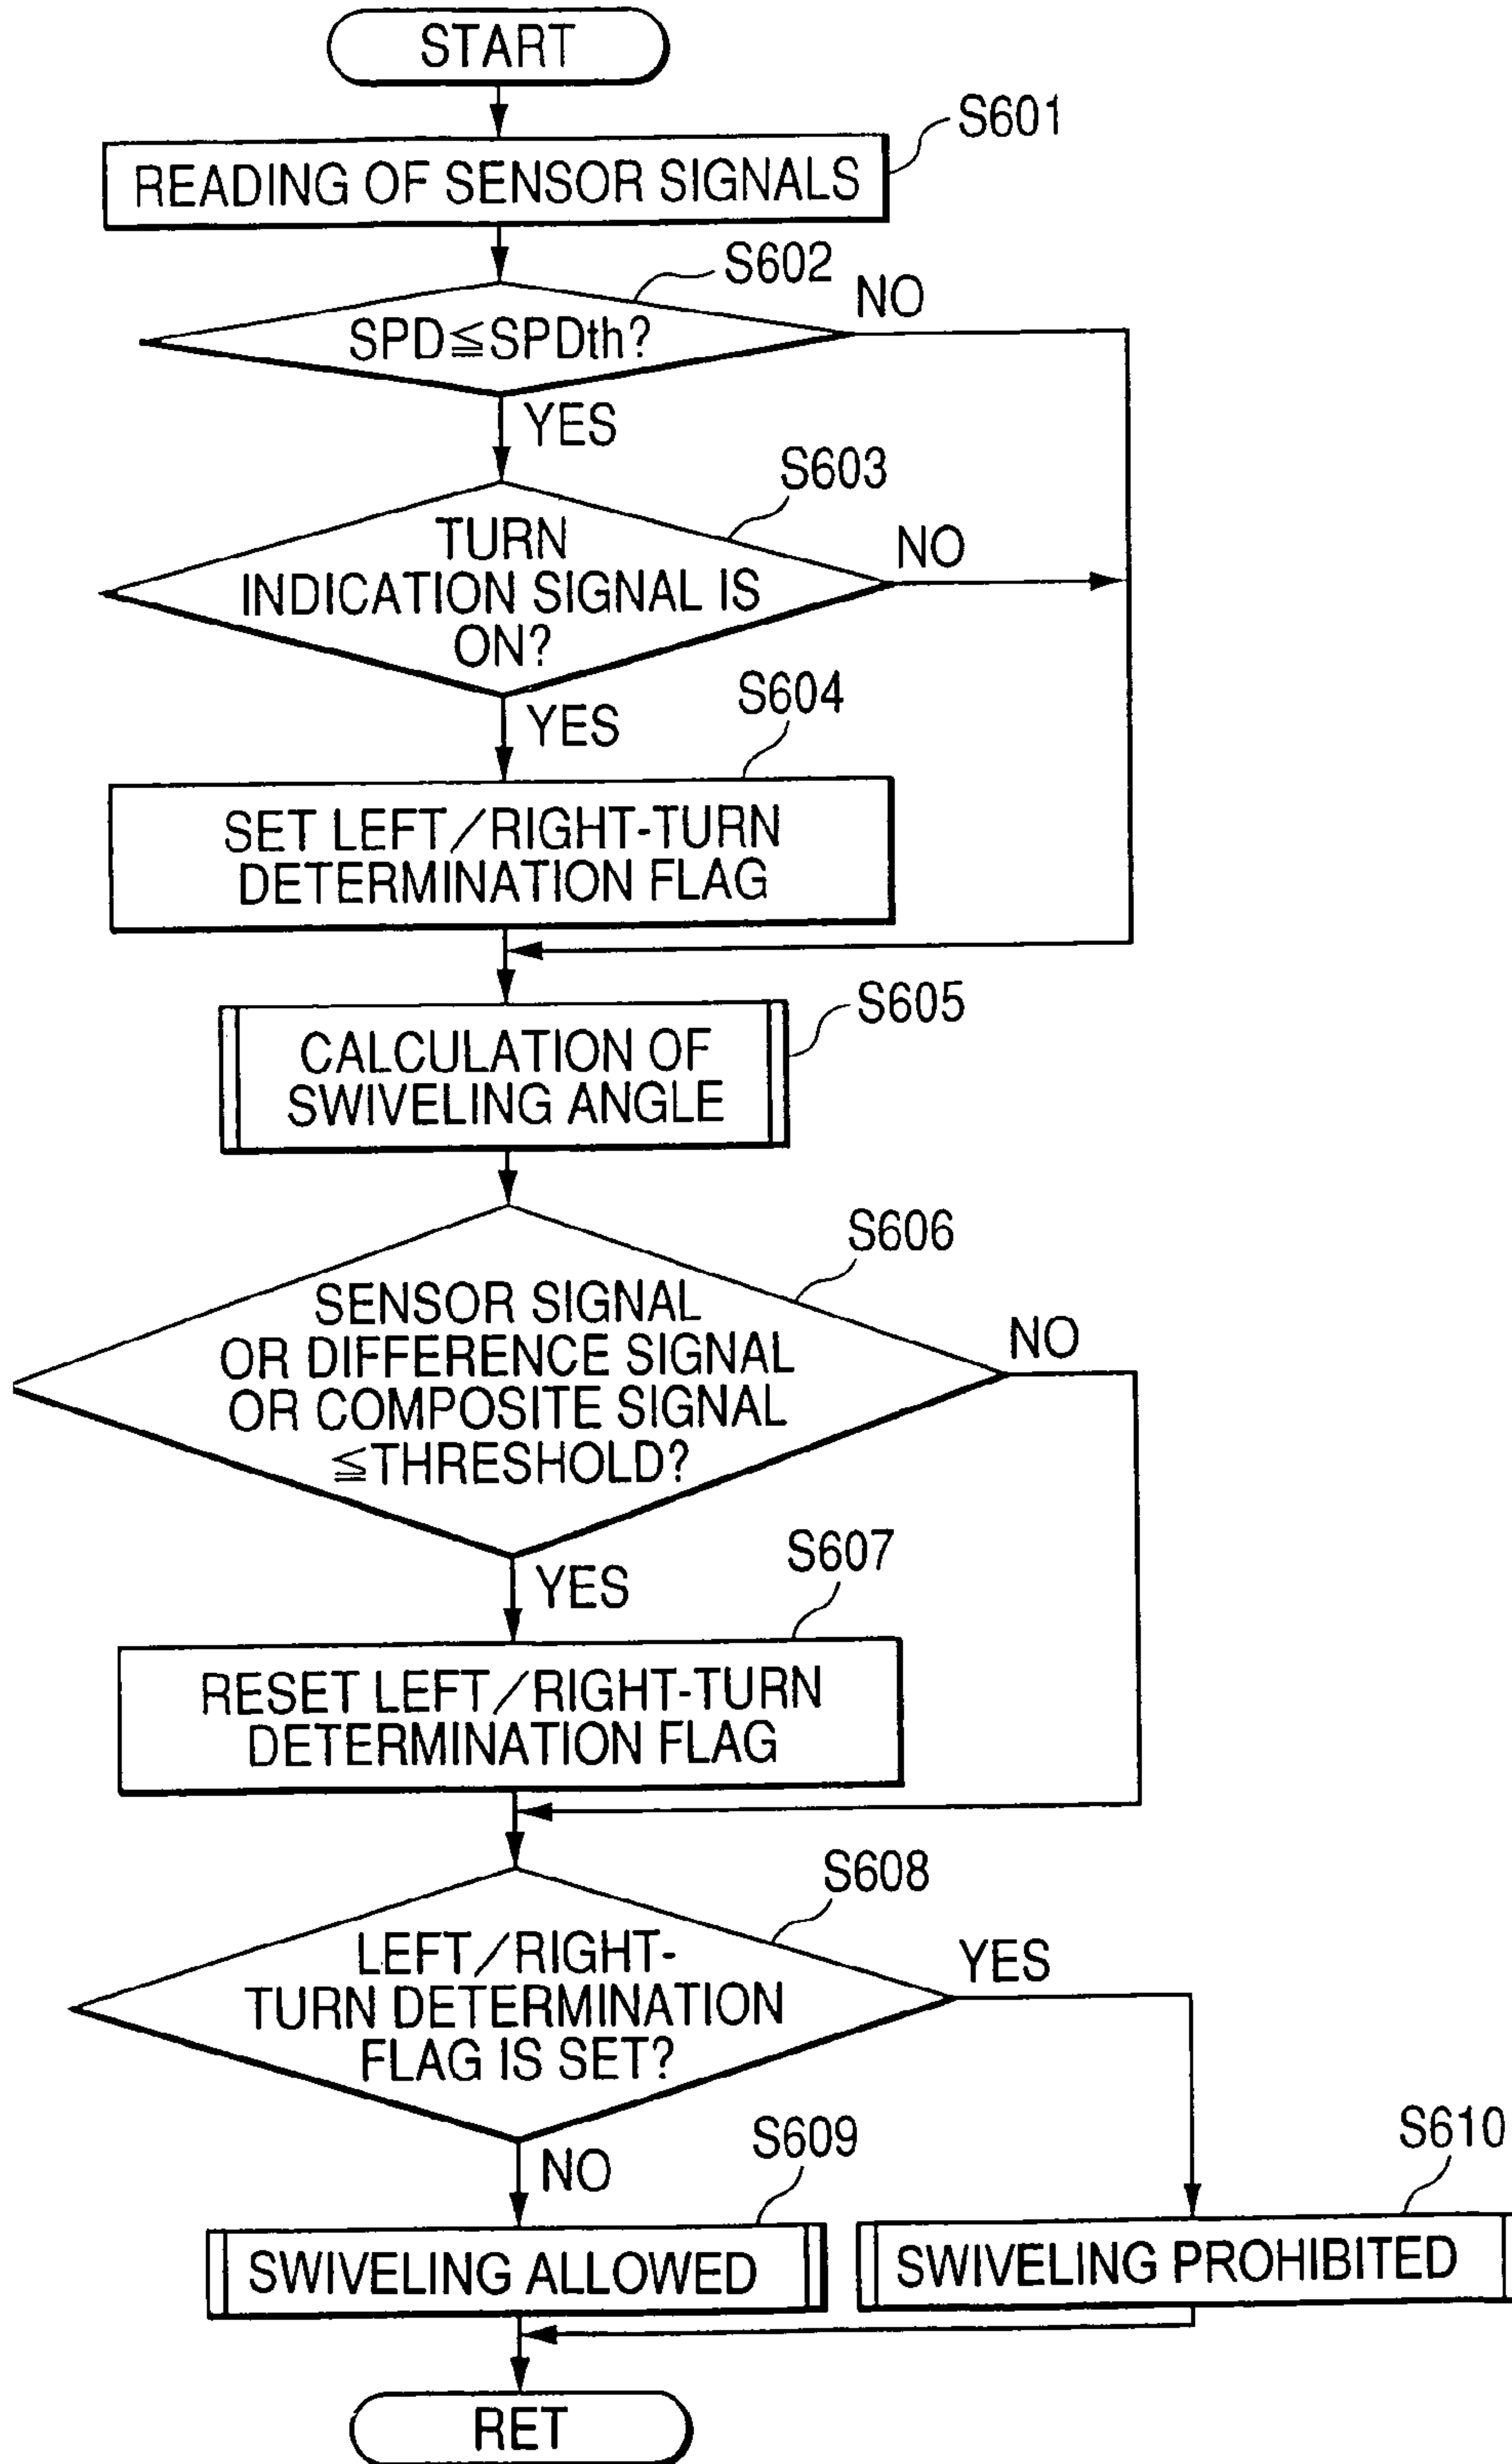 START
S601
READING OF SENSOR SIGNALS
S602
NO
SPD≦SPDth?
YES
S603
TURN
INDICATION SIGNAL IS
ON?
NO
YES
S604
SET LEFT/RIGHT-TURN
DETERMINATION FLAG
S605
CALCULATION OF
SWIVELING ANGLE
S606
SENSOR SIGNAL
OR DIFFERENCE SIGNAL
OR COMPOSITE SIGNAL
≦THRESHOLD?
NO
YES
S607
RESET LEFT/RIGHT-TURN
DETERMINATION FLAG
S608
LEFT/RIGHT-
TURN DETERMINATION
FLAG IS SET?
YES
NO
S609
S610
SWIVELING ALLOWED
SWIVELING PROHIBITED
RET